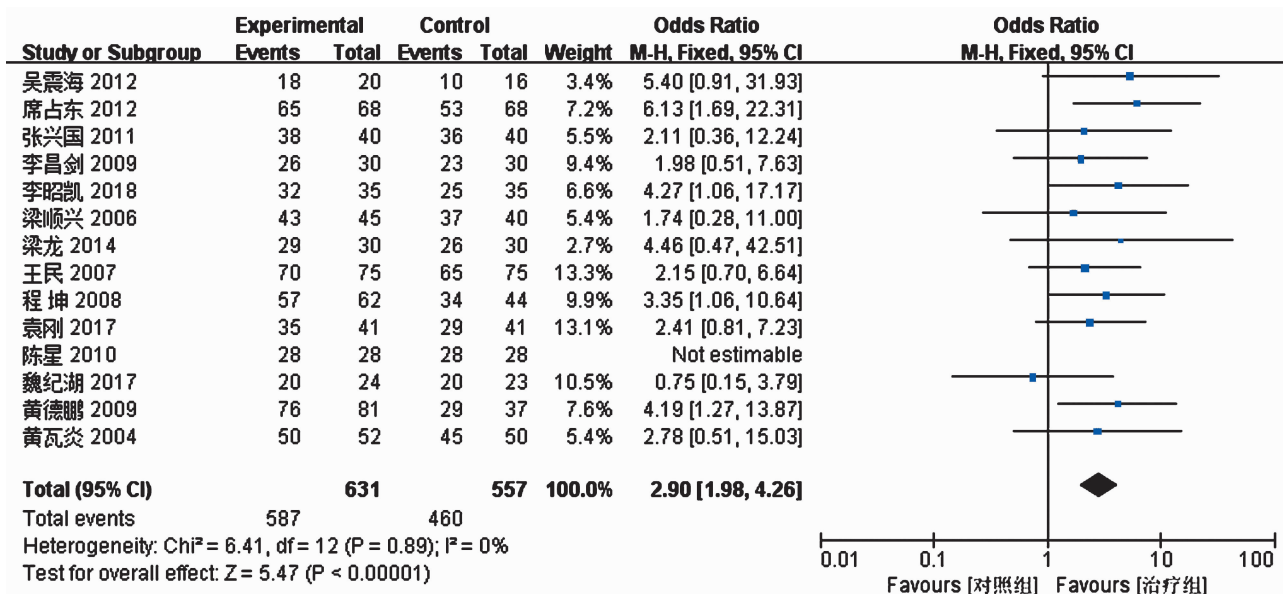 Experimental Control Odds Ratio Odds Ratio
Study or Subgroup Events Total Events Total Weight M-H, Fixed, 95% CI M-H, Fixed, 95% CI
吴震海 2012 18 20 10 16 3.4% 5.40 [0.91, 31.93]
席占东 2012 65 68 53 68 7.2% 6.13 [1.69, 22.31]
张兴国 2011 38 40 36 40 5.5% 2.11 [0.36, 12.24]
李昌剑 2009 26 30 23 30 9.4% 1.98 [0.51, 7.63]
李昭凯 2018 32 35 25 35 6.6% 4.27 [1.06, 17.17]
梁顺兴 2006 43 45 37 40 5.4% 1.74 [0.28, 11.00]
梁龙 2014 29 30 26 30 2.7% 4.46 [0.47, 42.51]
王民 2007 70 75 65 75 13.3% 2.15 [0.70, 6.64]
程 坤 2008 57 62 34 44 9.9% 3.35 [1.06, 10.64]
袁刚 2017 35 41 29 41 13.1% 2.41 [0.81, 7.23]
陈星 2010 28 28 28 28 Not estimable
魏纪湖 2017 20 24 20 23 10.5% 0.75 [0.15, 3.79]
黄德鹏 2009 76 81 29 37 7.6% 4.19 [1.27, 13.87]
黄瓦炎 2004 50 52 45 50 5.4% 2.78 [0.51, 15.03]
Total (95% CI) 631 557 100.0% 2.90 [1.98, 4.26]
Total events 587 460
Heterogeneity: Chi² = 6.41, df = 12 (P = 0.89); I² = 0%
Test for overall effect: Z = 5.47 (P < 0.00001)
0.01 0.1 1 10 100
Favours [对照组] Favours [治疗组]